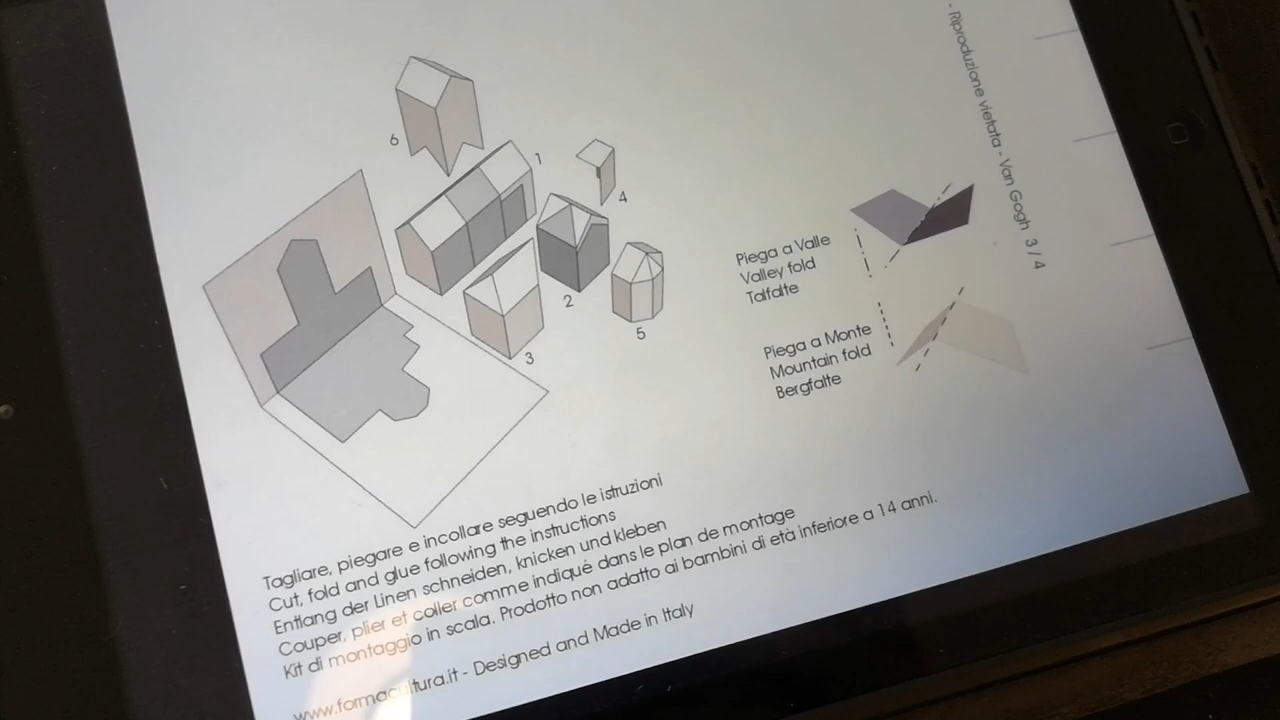 - Riproduzione vietata - Van Gogh 3 / 4
6
1
4
2
5
3
Piega a Valle
Valley fold
Talfalte
Piega a Monte
Mountain fold
Bergfalte
Tagliare, piegare e incollare seguendo le istruzioni
Cut, fold and glue following the instructions
Entlang der Linen schneiden, knicken und kleben
Couper, plier et coller comme indiqué dans le plan de montage
Kit di montaggio in scala. Prodotto non adatto ai bambini di età inferiore a 14 anni.
www.formacultura.it - Designed and Made in Italy